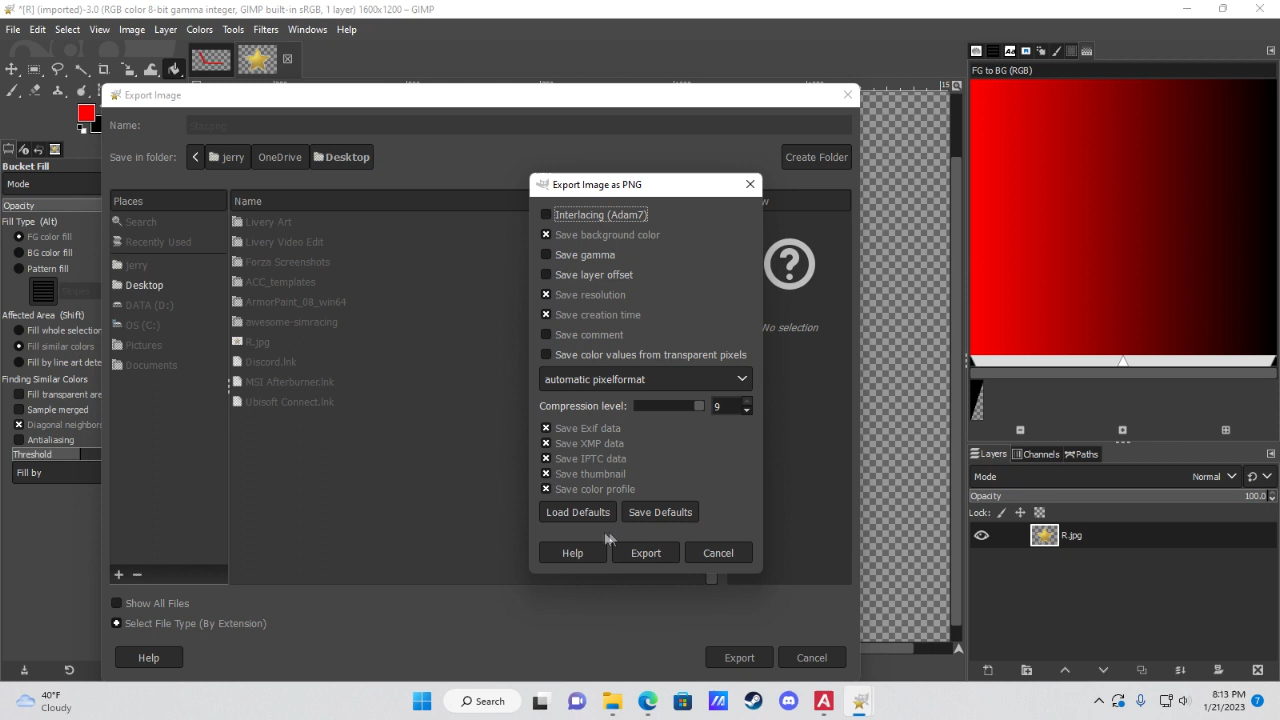 *[R] (imported)-3.0 (RGB color 8-bit gamma integer, GIMP built-in sRGB, 1 layer) 1600x1200 – GIMP
File Edit Select View Image Layer Colors Tools Filters Windows Help
FG to BG (RGB)
Export Image
Name:
Save in folder: jerry OneDrive Desktop Create Folder
Bucket Fill
Mode
Opacity
Fill Type (Alt)
FG color fill
BG color fill
Pattern fill
Affected Area (Shift)
Fill whole selection
Fill similar colors
Fill by line art dete
Finding Similar Colors
Fill transparent are
Sample merged
Diagonal neighbors
Antialiasing
Threshold
Fill by
Places
Search
Recently Used
jerry
Desktop
DATA (D:)
OS (C:)
Pictures
Documents
Name
Livery Art
Livery Video Edit
Forza Screenshots
ACC_templates
ArmorPaint_08_win64
awesome-simracing
R.jpg
Discord.lnk
MSI Afterburner.lnk
Ubisoft Connect.lnk
No selection
Export Image as PNG
Interlacing (Adam7)
Save background color
Save gamma
Save layer offset
Save resolution
Save creation time
Save comment
Save color values from transparent pixels
automatic pixelformat
Compression level: 9
Save Exif data
Save XMP data
Save IPTC data
Save thumbnail
Save color profile
Load Defaults Save Defaults
Help Export Cancel
Show All Files
Select File Type (By Extension)
Help Export Cancel
Layers Channels Paths
Mode Normal
Opacity 100.0
Lock:
R.jpg
40°F
Cloudy
Search
8:13 PM
1/21/2023
7